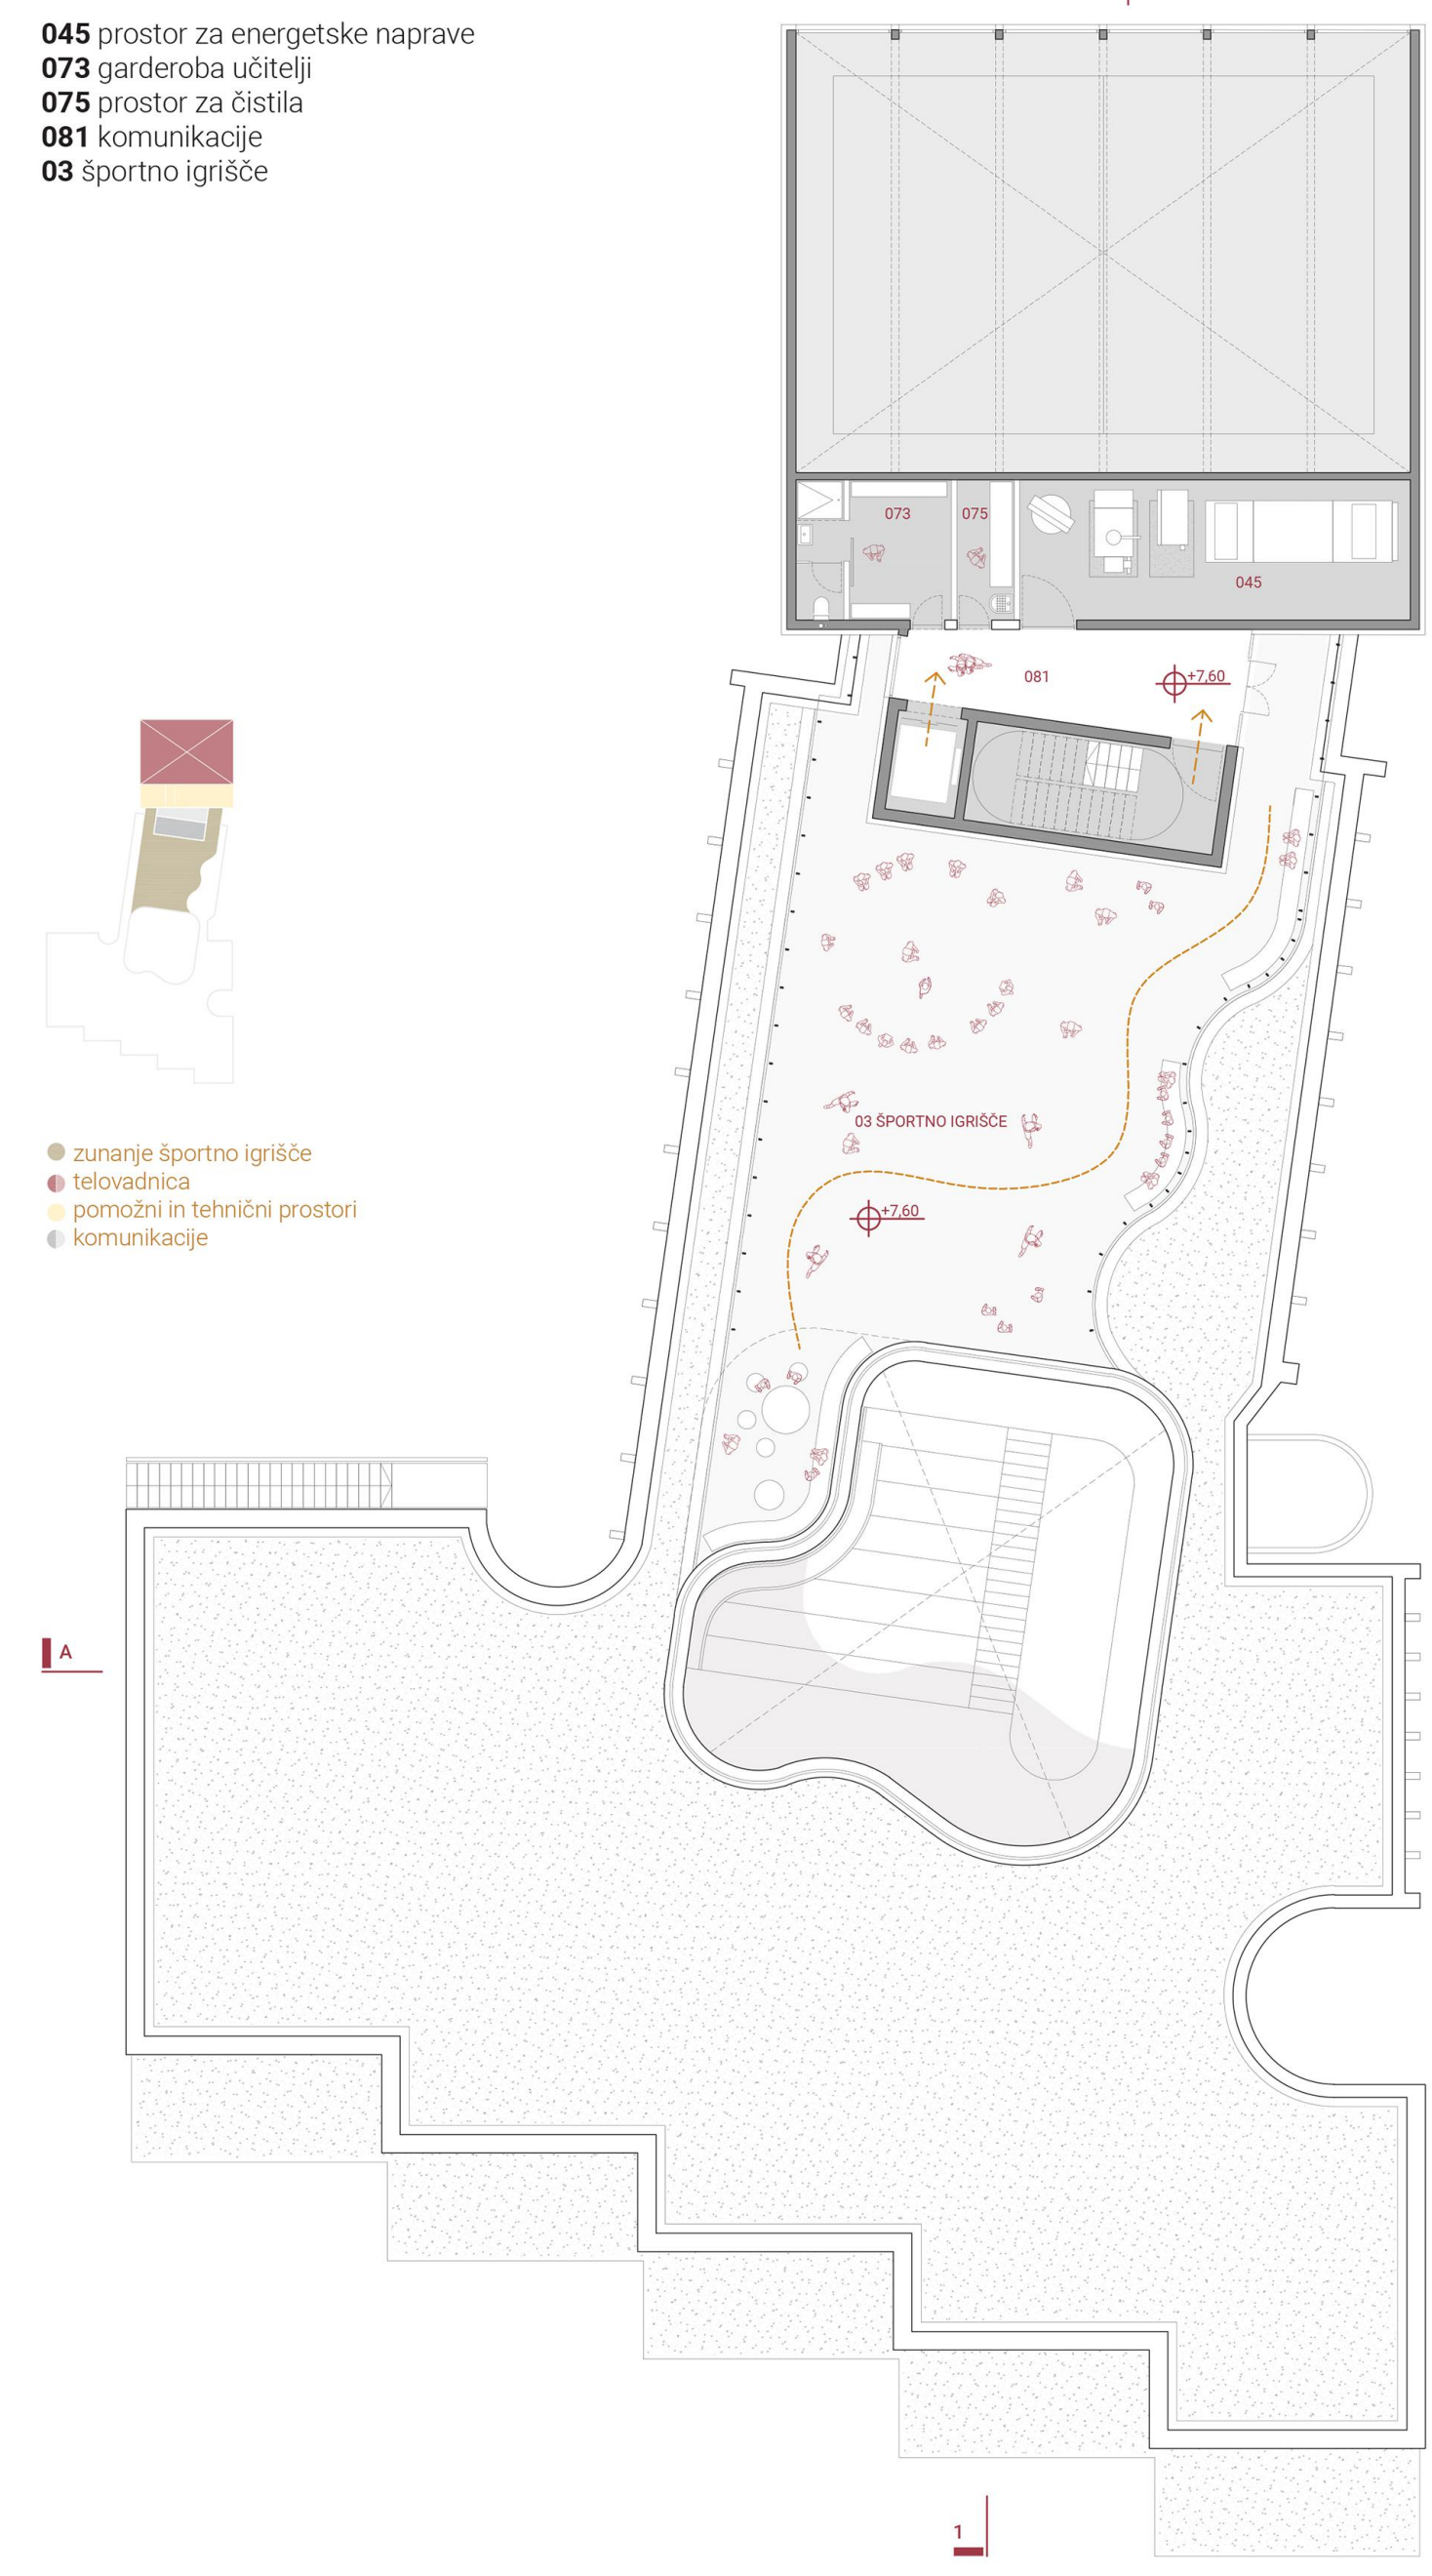 045 prostor za energetske naprave
073 garderoba učitelji
075 prostor za čistila
081 komunikacije
03 športno igrišče
073
075
045
081
+7,60
03 ŠPORTNO IGRIŠČE
+7,60
zunanje športno igrišče
telovadnica
pomožni in tehnični prostori
komunikacije
A
1